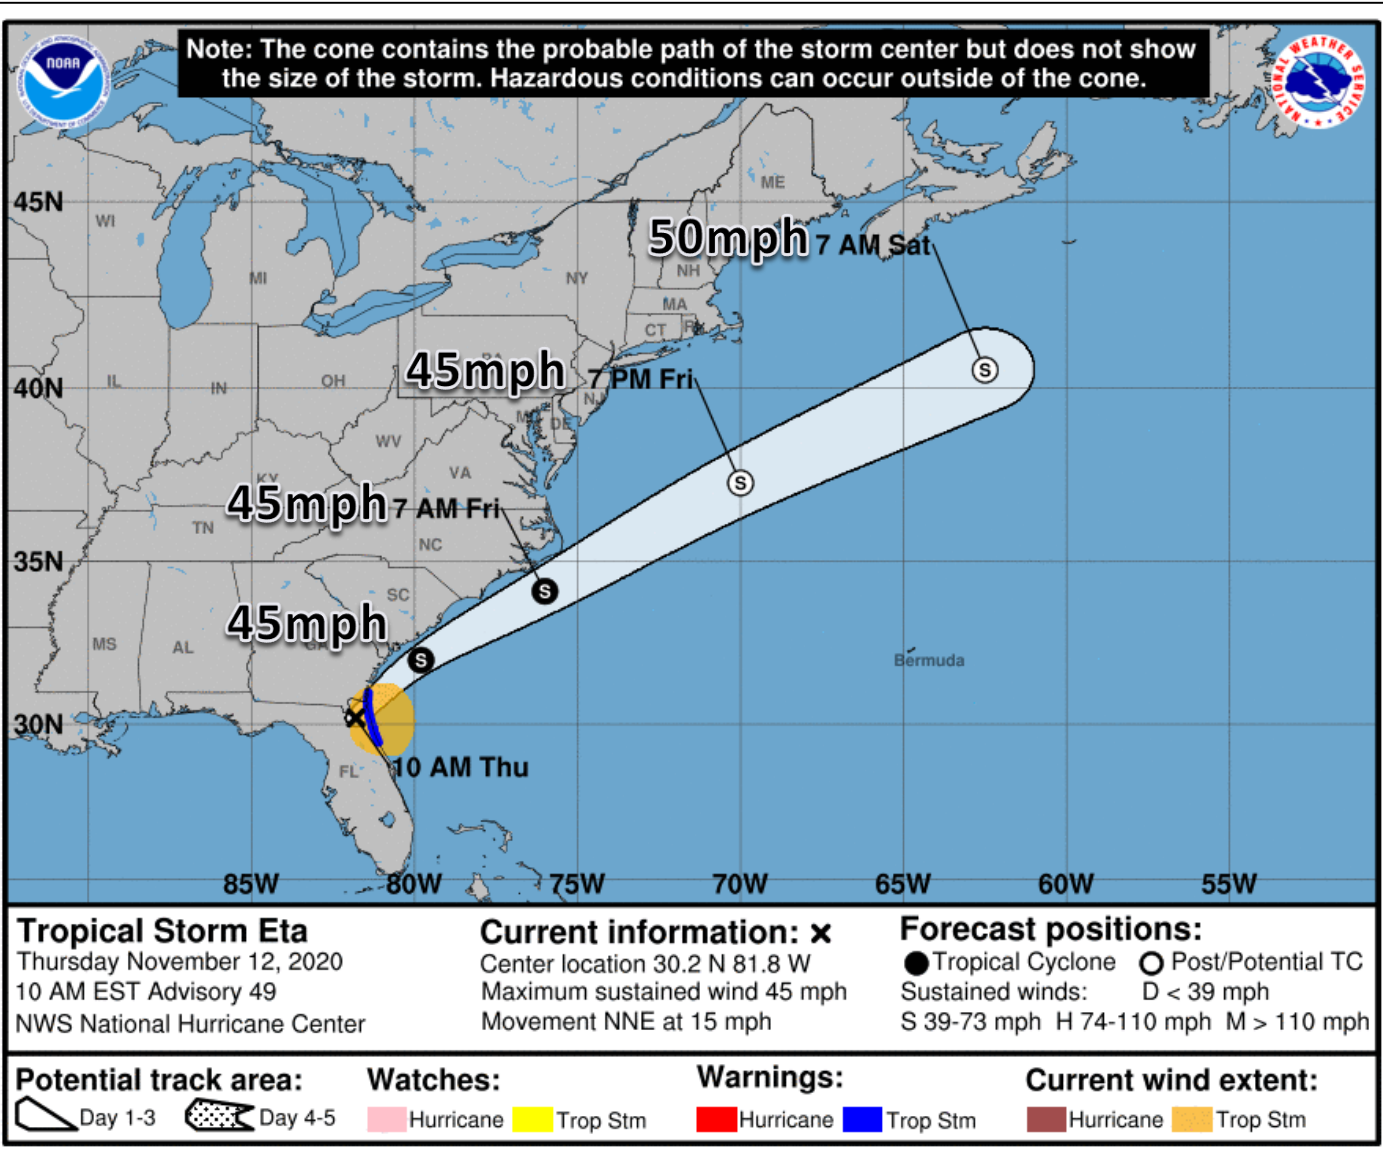 Note: The cone contains the probable path of the storm center but does not show
the size of the storm. Hazardous conditions can occur outside of the cone.
NOAA
NATIONAL WEATHER SERVICE
45N
WI
MI
ME
50mph 7 AM Sat
NY
NH
MA
CT
45mph 7 PM Fri
40N
IL
IN
OH
PA
NJ
DE
WV
VA
KY
45mph 7 AM Fri
TN
NC
35N
SC
45mph
MS
AL
GA
Bermuda
30N
FL
10 AM Thu
85W
80W
75W
70W
65W
60W
55W
Tropical Storm Eta
Thursday November 12, 2020
10 AM EST Advisory 49
NWS National Hurricane Center
Current information: x
Center location 30.2 N 81.8 W
Maximum sustained wind 45 mph
Movement NNE at 15 mph
Forecast positions:
Tropical Cyclone Post/Potential TC
Sustained winds: D < 39 mph
S 39-73 mph H 74-110 mph M > 110 mph
Potential track area:
Day 1-3 Day 4-5
Watches:
Hurricane Trop Stm
Warnings:
Hurricane Trop Stm
Current wind extent:
Hurricane Trop Stm
S
S
S
S